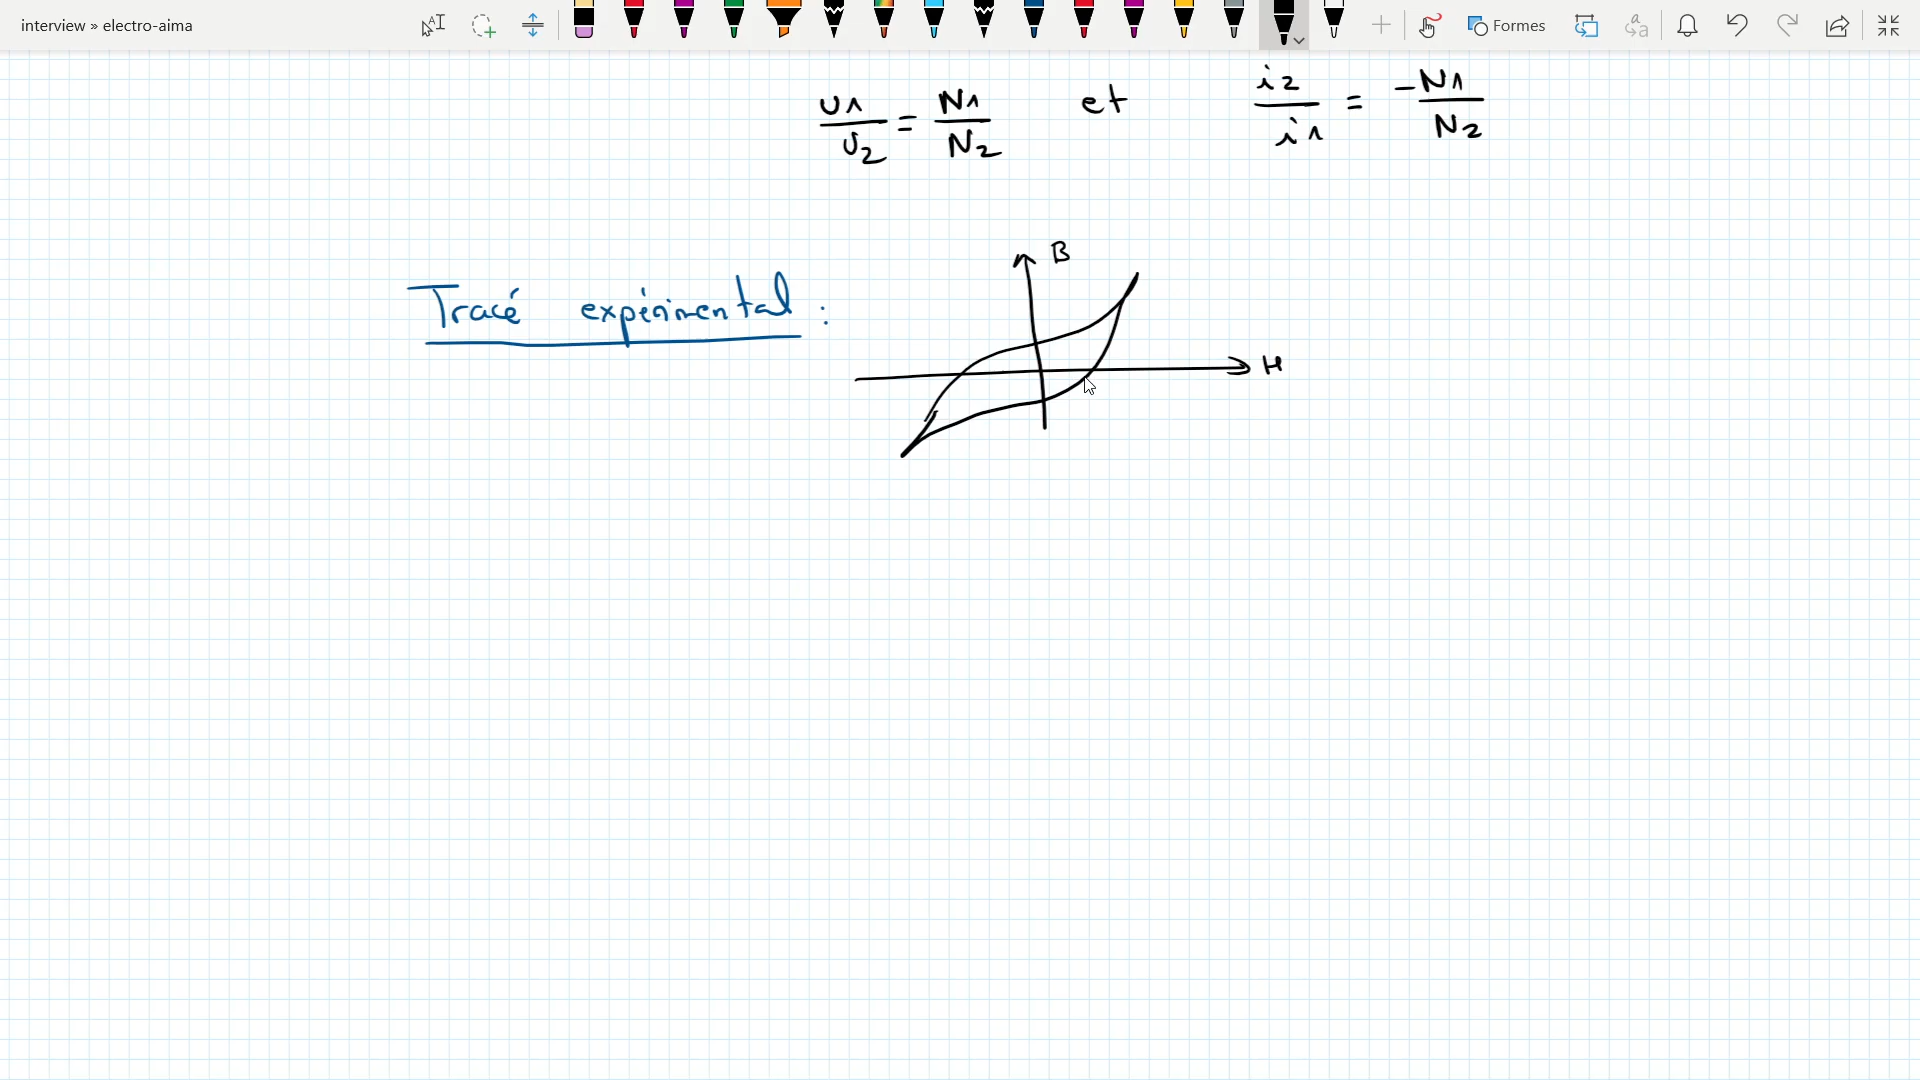 interview » electro-aima
Formes
U1/U2 = N1/N2 et i2/i1 = -N1/N2
B
Tracé expérimental :
H